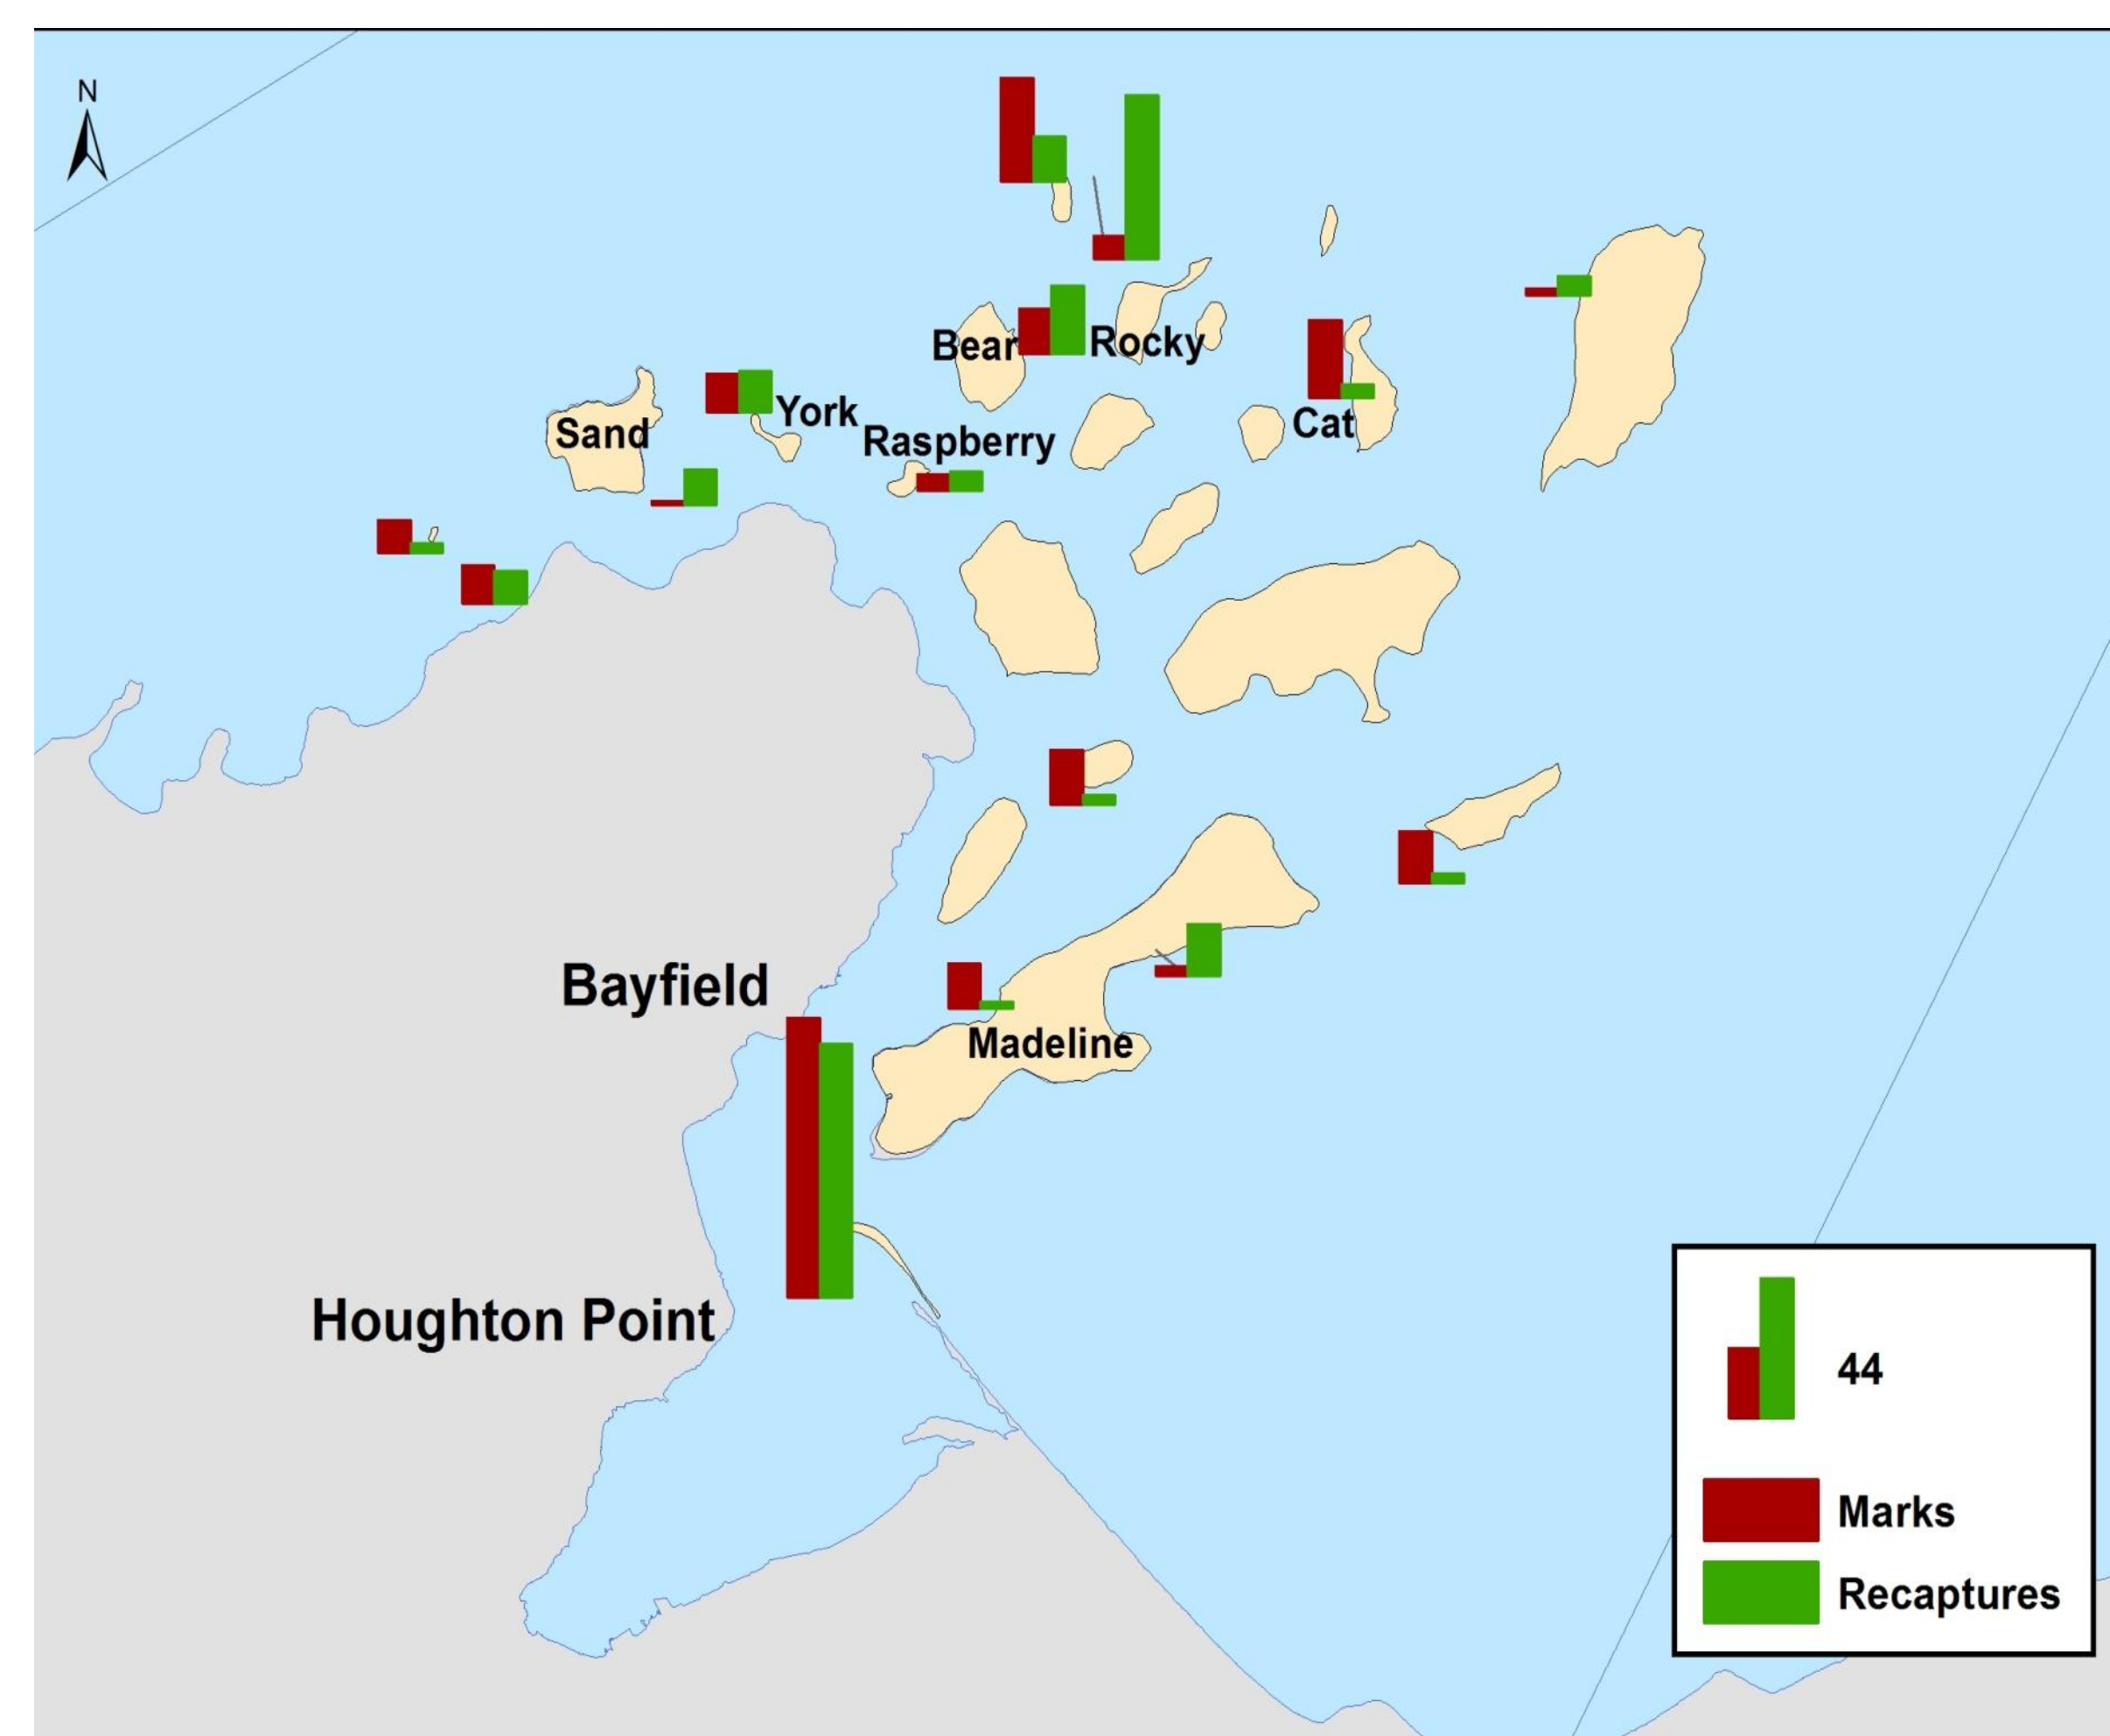 N
Bear
Rocky
York
Sand
Raspberry
Cat
Bayfield
Madeline
Houghton Point
44
Marks
Recaptures